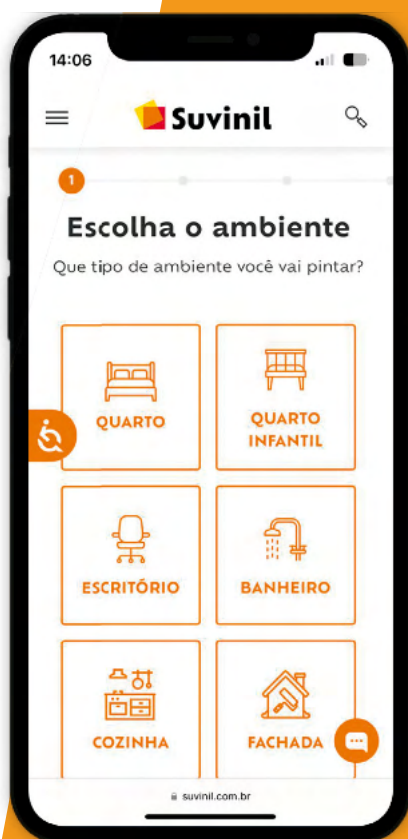 14:06
Suvinil
1
Escolha o ambiente
Que tipo de ambiente você vai pintar?
QUARTO
QUARTO
INFANTIL
ESCRITÓRIO
BANHEIRO
COZINHA
FACHADA
suvinil.com.br